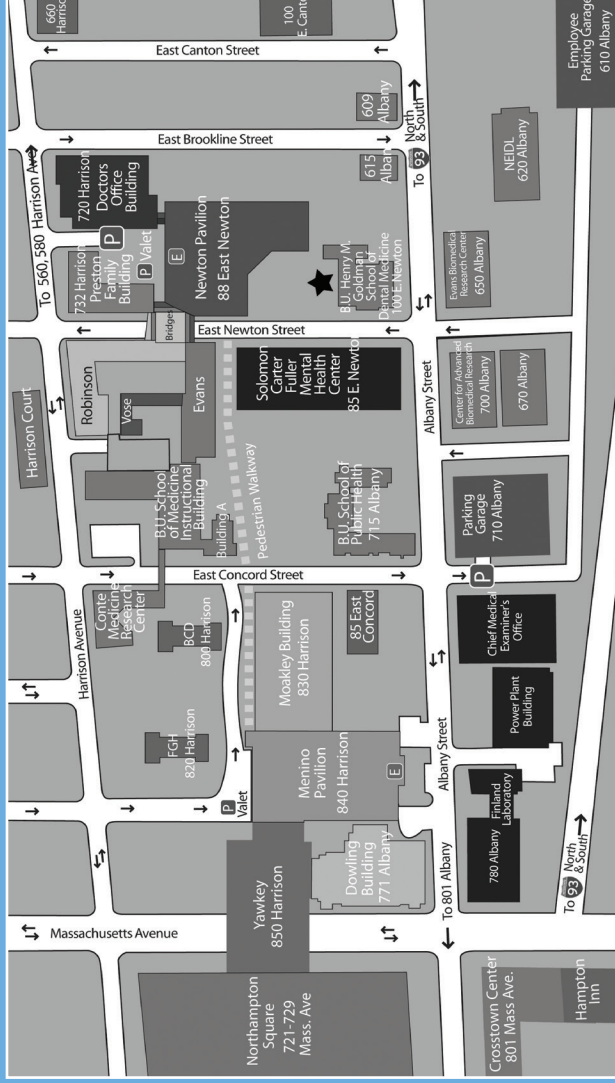 660
Harriso
100
E. Cant
East Canton Street
Employee
Parking Garage
610 Albany
609
Albany
To 560, 580 Harrison Ave
East Brookline Street
North
& South
To 93
720 Harrison
Doctors
Office
Building
615
Alban
NEIDL
620 Albany
P
P
Valet
E
732 Harrison
Preston
Family
Building
Newton Pavilion
88 East Newton
B.U. Henry M.
Goldman
School of
Dental Medicine
100 E. Newton
Evans Biomedical
Research Center
650 Albany
Bridge
East Newton Street
Harrison Court
Robinson
Vose
Evans
Solomon
Carter
Fuller
Mental
Health
Center
85 E. Newton
Albany Street
Center for Advanced
Biomedical Research
700 Albany
670 Albany
B.U. School
of Medicine
Instructional
Building
Building A
Pedestrian Walkway
B.U. School of
Public Health
715 Albany
Parking
Garage
710 Albany
P
East Concord Street
Conte
Medicine
Research
Center
Harrison Avenue
BCD
800 Harrison
Moakley Building
830 Harrison
85 East
Concord
Chief Medical
Examiner's
Office
FGH
820 Harrison
Menino
Pavilion
840 Harrison
E
Albany Street
Power Plant
Building
P
Valet
Finland
Laboratory
780 Albany
Dowling
Building
771 Albany
Yawkey
850 Harrison
To 801 Albany
North
& South
To 93
Massachusetts Avenue
Northampton
Square
721-729
Mass. Ave
Crosstown Center
801 Mass Ave.
Hampton
Inn